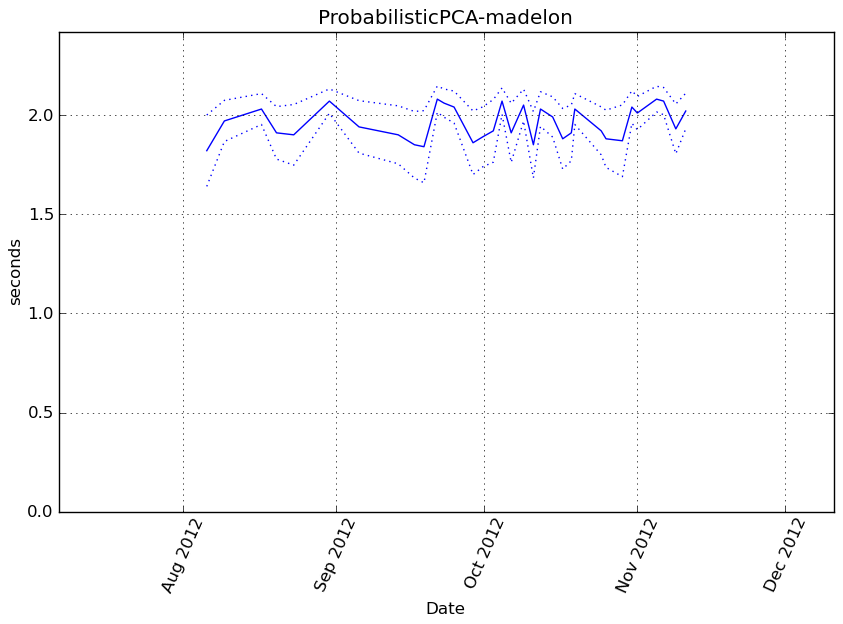 ProbabilisticPCA-madelon
2.0
1.5
1.0
0.5
0.0
seconds
Aug 2012
Sep 2012
Oct 2012
Nov 2012
Dec 2012
Date